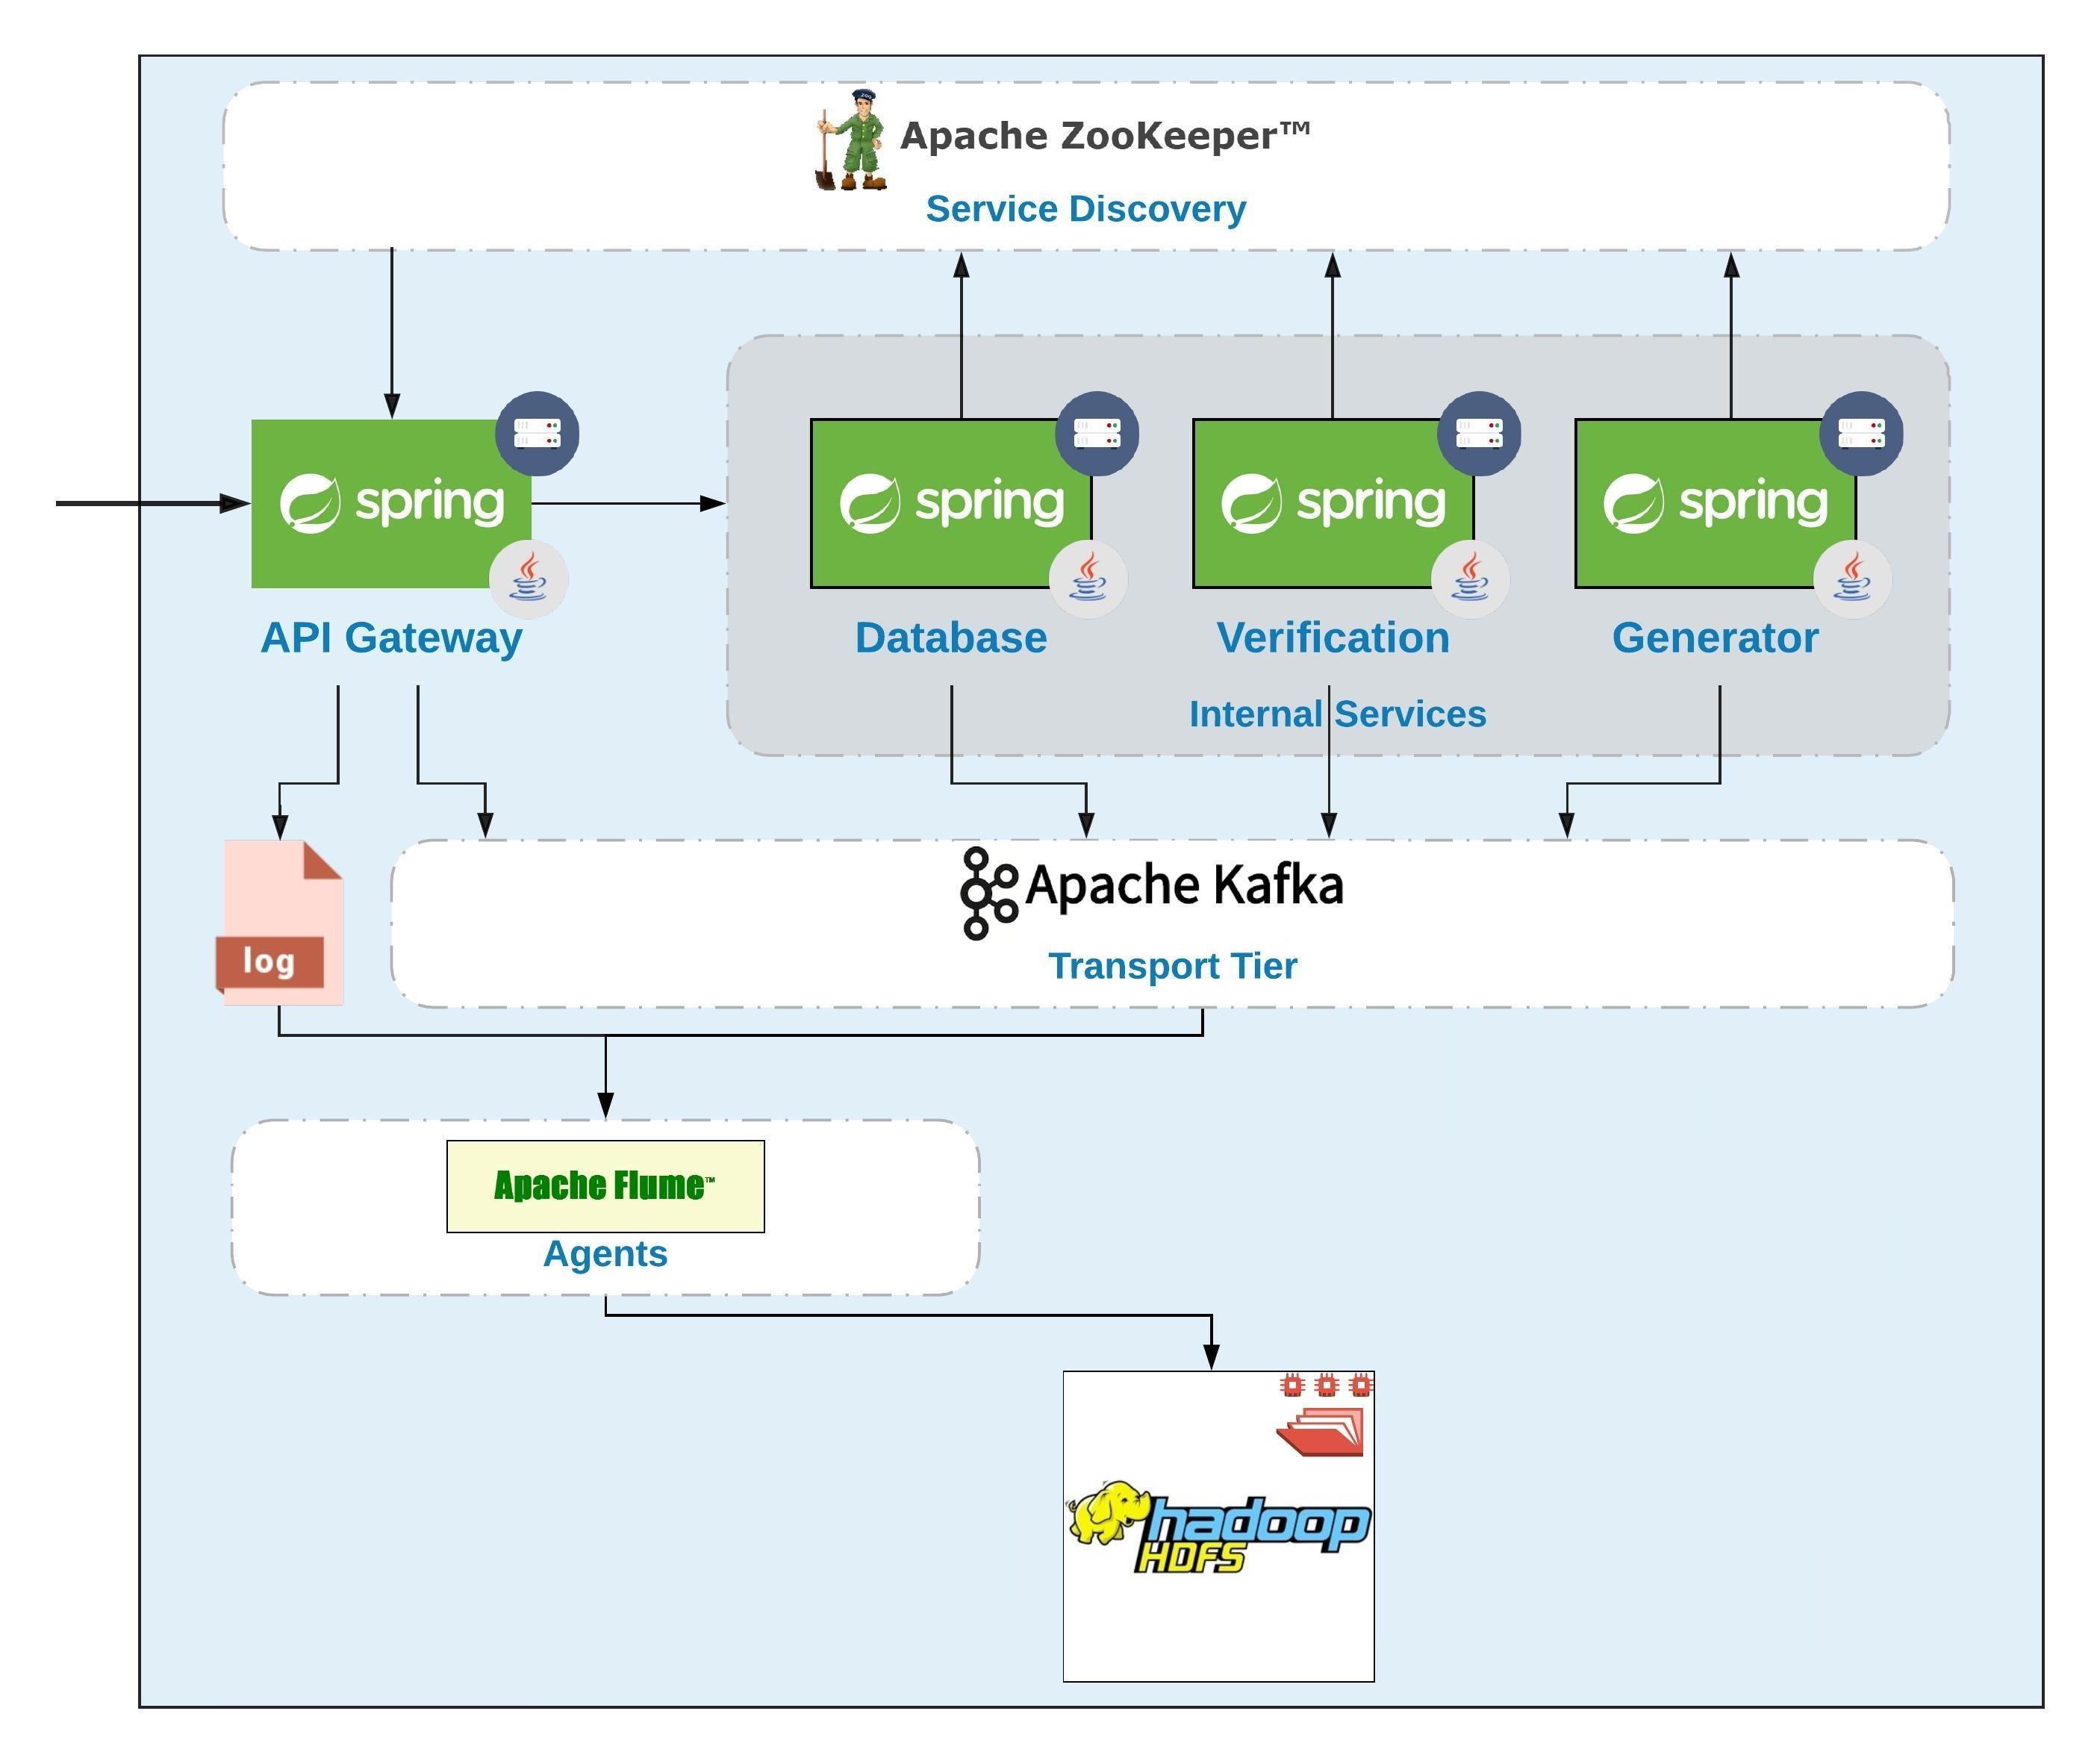 Apache ZooKeeper™
Service Discovery
spring
spring
spring
spring
API Gateway
Database
Verification
Generator
Internal Services
log
Apache Kafka
Transport Tier
Apache Flume™
Agents
hadoop
HDFS